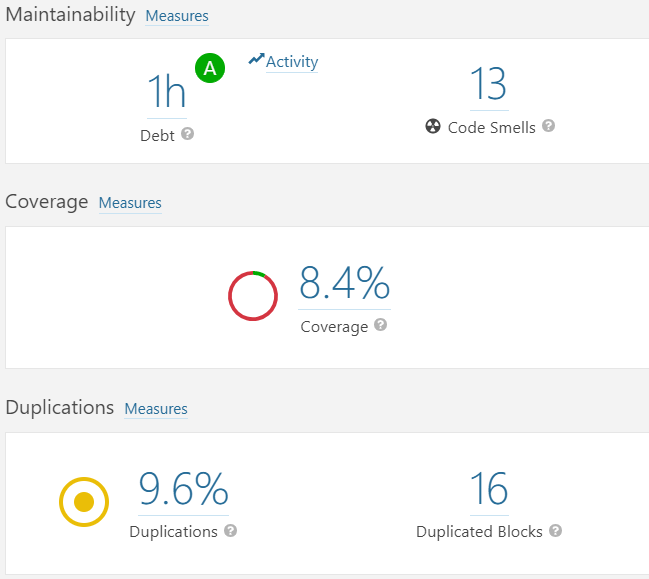 Maintainability Measures
A
Activity
1h
13
Debt ?
Code Smells ?
Coverage Measures
8.4%
Coverage ?
Duplications Measures
9.6%
16
Duplications ?
Duplicated Blocks ?